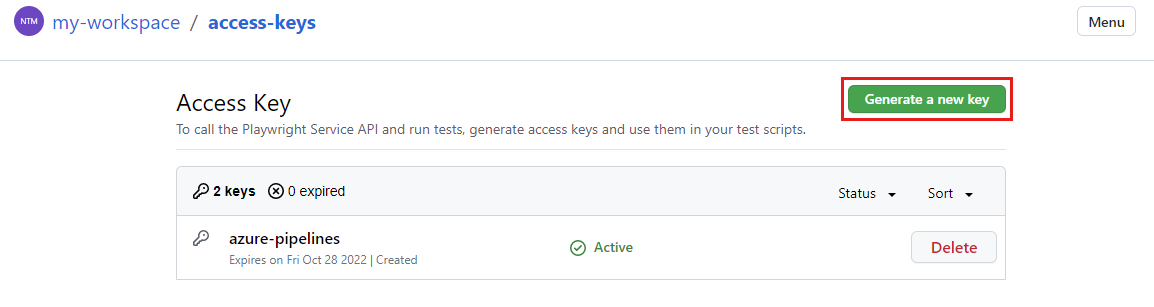 NTM my-workspace / access-keys Menu
Access Key Generate a new key
To call the Playwright Service API and run tests, generate access keys and use them in your test scripts.
2 keys 0 expired Status Sort
azure-pipelines Active Delete
Expires on Fri Oct 28 2022 | Created